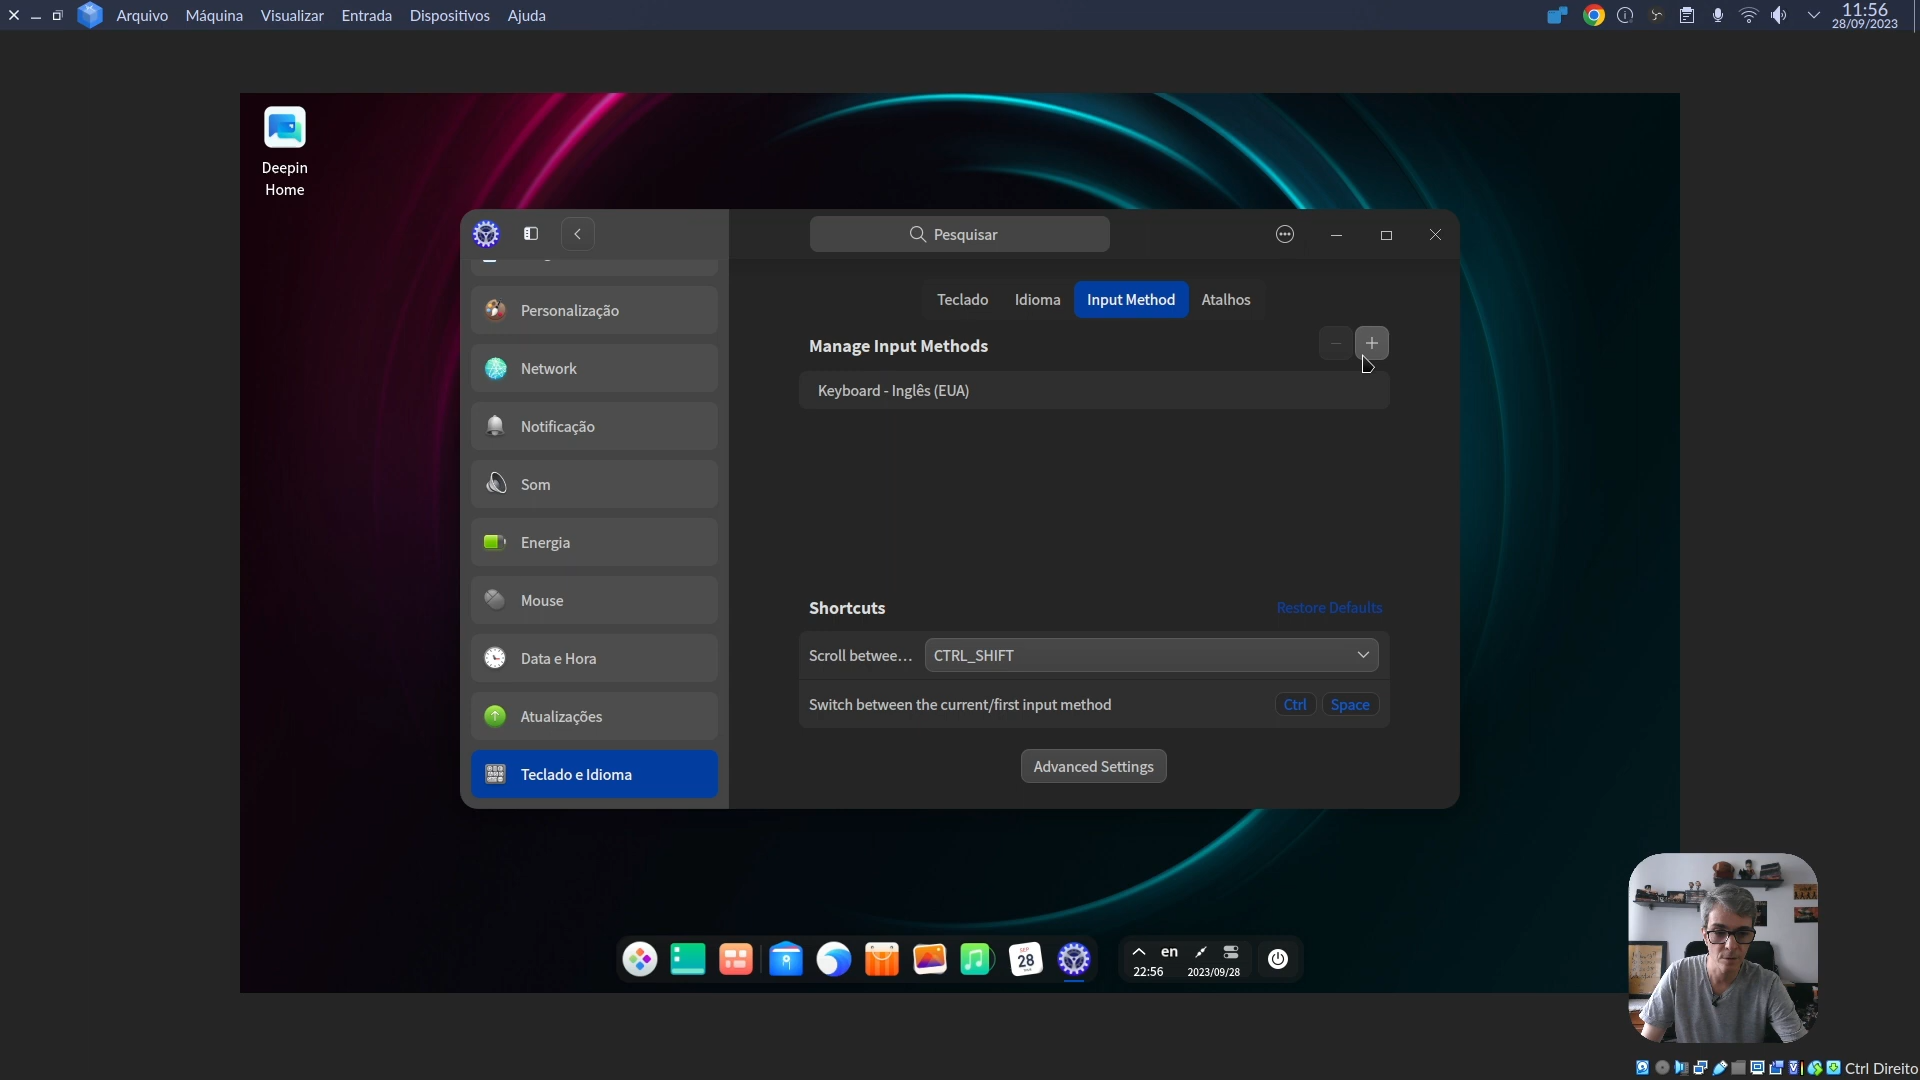 Arquivo Máquina Visualizar Entrada Dispositivos Ajuda
11:56
28/09/2023
Deepin
Home
Pesquisar
Personalização
Network
Notificação
Som
Energia
Mouse
Data e Hora
Atualizações
Teclado e Idioma
Teclado Idioma Input Method Atalhos
Manage Input Methods
Keyboard - Inglês (EUA)
Shortcuts Restore Defaults
Scroll betwee... CTRL_SHIFT
Switch between the current/first input method Ctrl Space
Advanced Settings
SEP
28
en
22:56 2023/09/28
Ctrl Direito